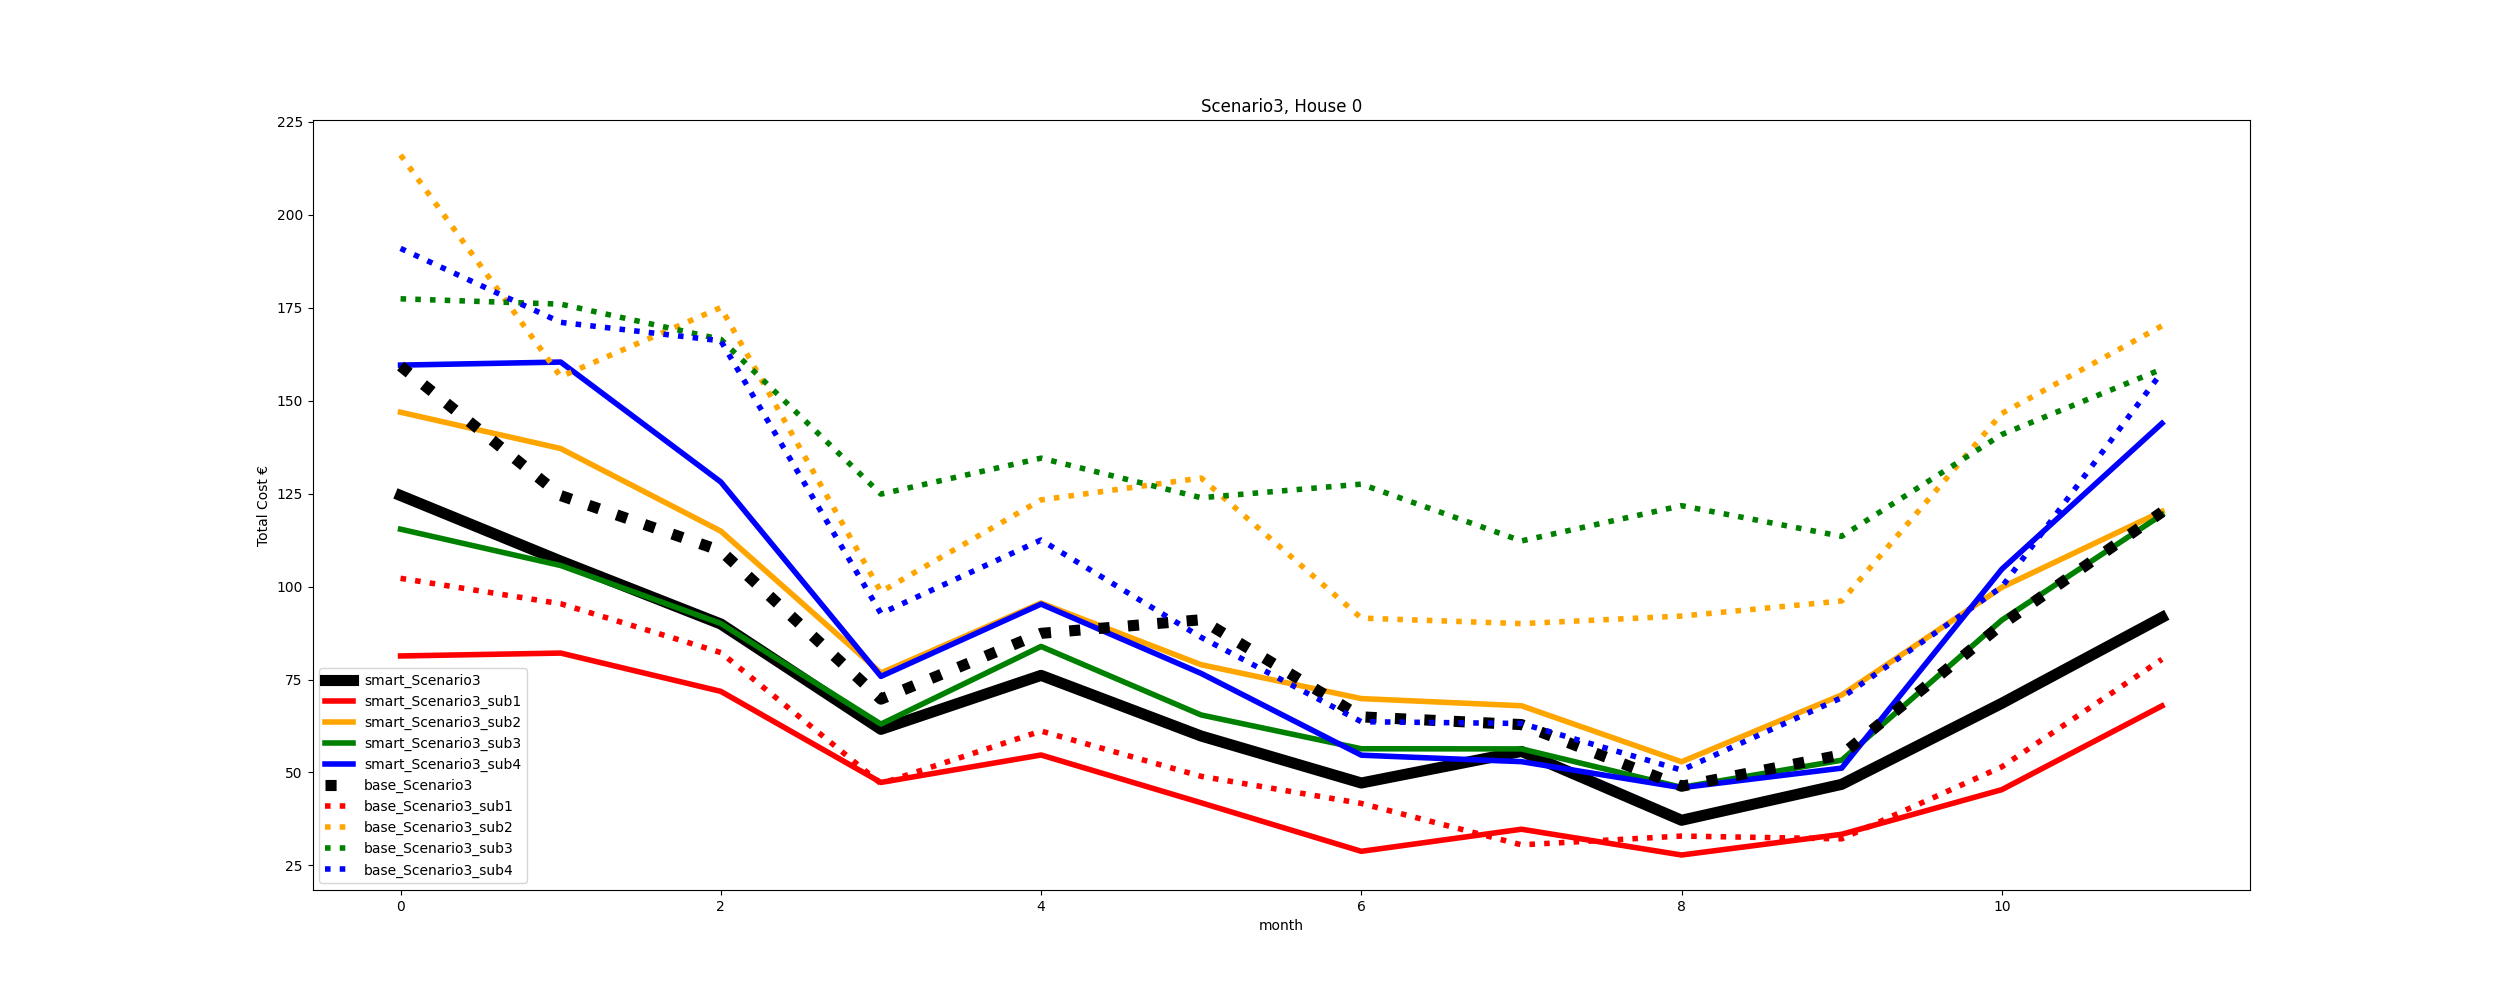 Scenario3, House 0
225
200
175
150
125
100
75
50
25
Total Cost €
smart_Scenario3
smart_Scenario3_sub1
smart_Scenario3_sub2
smart_Scenario3_sub3
smart_Scenario3_sub4
base_Scenario3
base_Scenario3_sub1
base_Scenario3_sub2
base_Scenario3_sub3
base_Scenario3_sub4
0 2 4 6 8 10
month